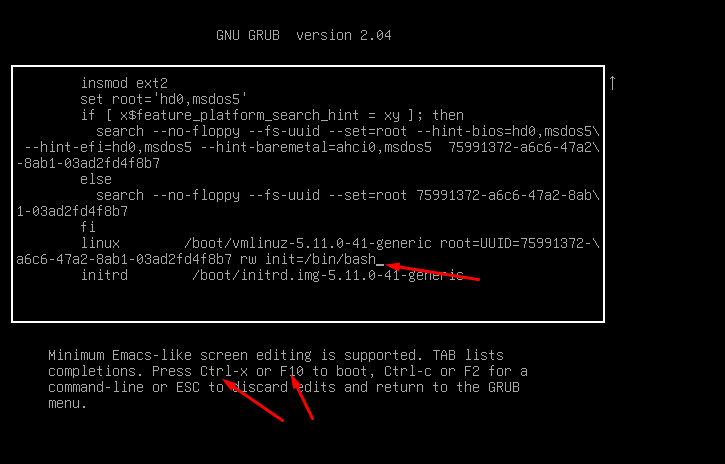 GNU GRUB version 2.04
insmod ext2
set root='hd0,msdos5'
if [ x$feature_platform_search_hint = xy ]; then
search --no-floppy --fs-uuid --set=root --hint-bios=hd0,msdos5\
--hint-efi=hd0,msdos5 --hint-baremetal=ahci0,msdos5 75991372-a6c6-47a2\
-8ab1-03ad2fd4f8b7
else
search --no-floppy --fs-uuid --set=root 75991372-a6c6-47a2-8ab\
1-03ad2fd4f8b7
fi
linux /boot/vmlinuz-5.11.0-41-generic root=UUID=75991372-\
a6c6-47a2-8ab1-03ad2fd4f8b7 rw init=/bin/bash_
initrd /boot/initrd.img-5.11.0-41-generic
Minimum Emacs-like screen editing is supported. TAB lists
completions. Press Ctrl-x or F10 to boot, Ctrl-c or F2 for a
command-line or ESC to discard edits and return to the GRUB
menu.